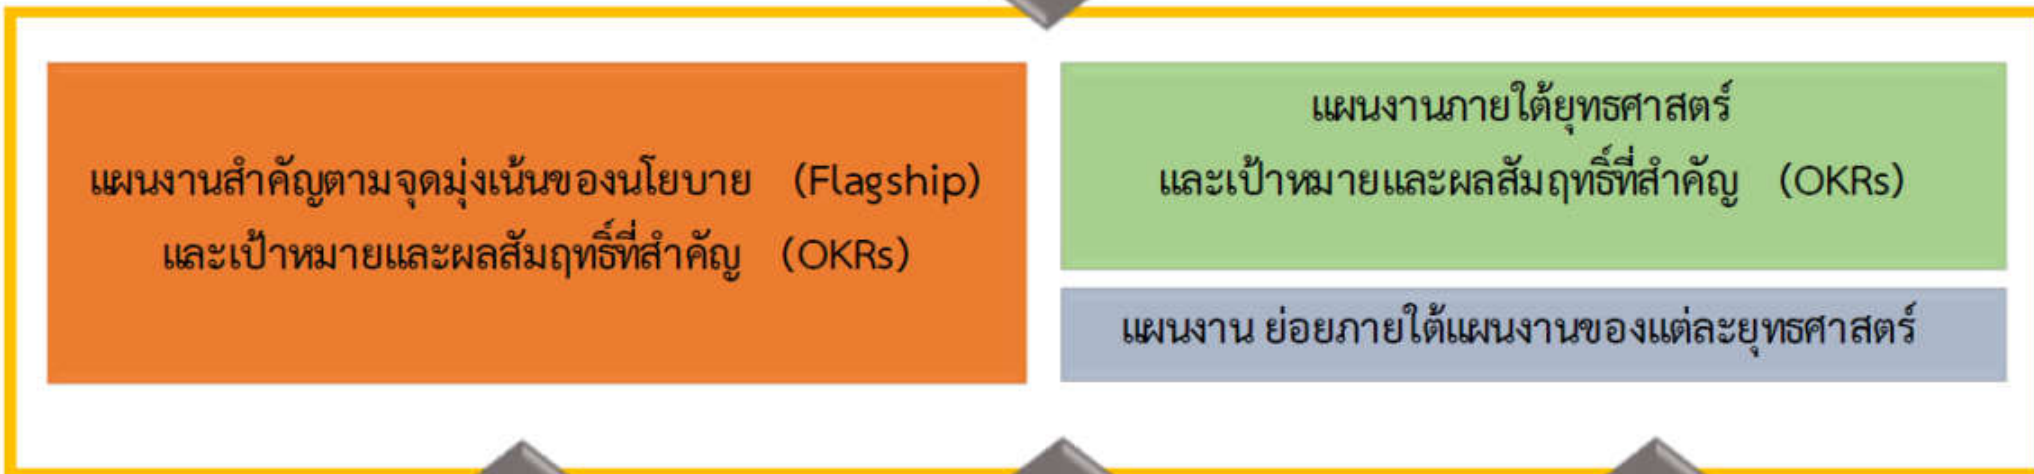 แผนงานสำคัญตามจุดมุ่งเน้นของนโยบาย (Flagship)
และเป้าหมายและผลสัมฤทธิ์ที่สำคัญ (OKRs)
แผนงานภายใต้ยุทธศาสตร์
และเป้าหมายและผลสัมฤทธิ์ที่สำคัญ (OKRs)
แผนงาน ย่อยภายใต้แผนงานของแต่ละยุทธศาสตร์